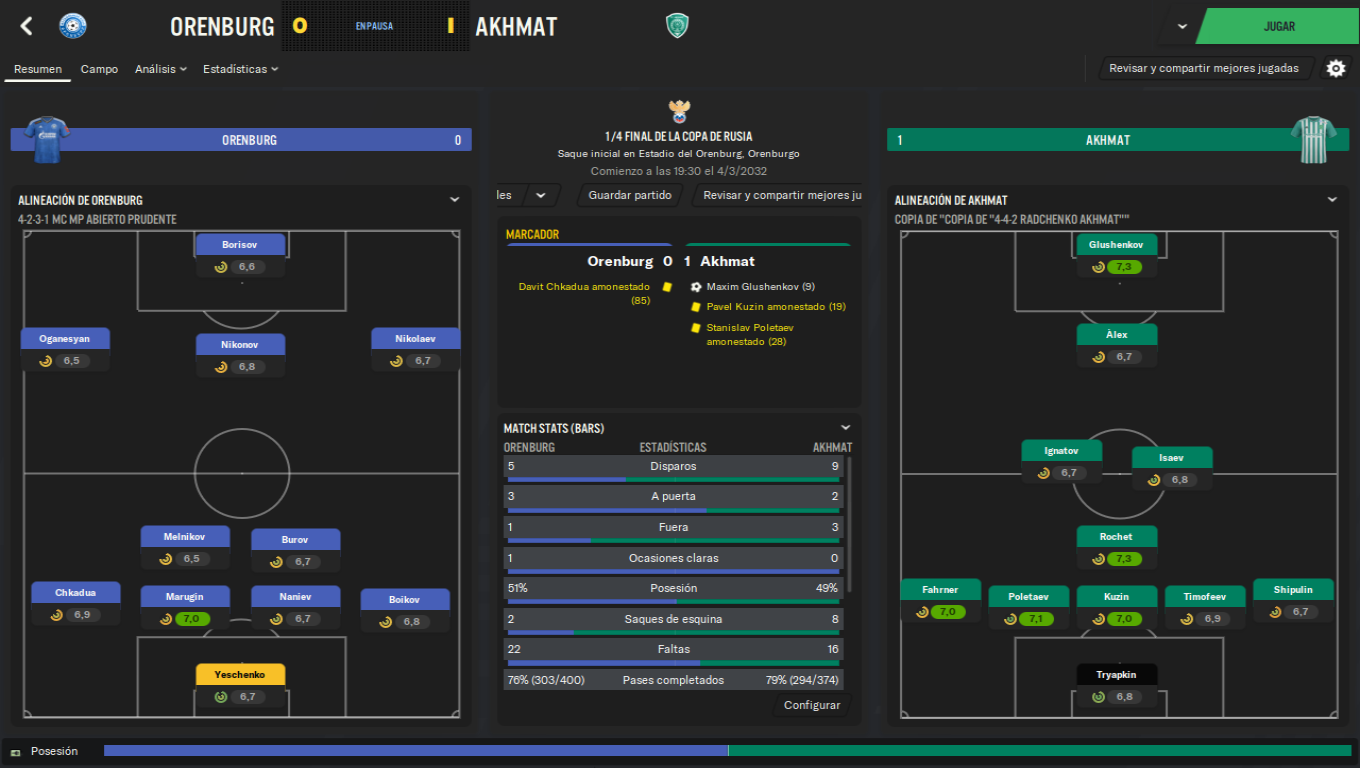 ORENBURG 0 EN PAUSA 1 AKHMAT
JUGAR
Resumen Campo Análisis Estadísticas
Revisar y compartir mejores jugadas
ORENBURG 0
1/4 FINAL DE LA COPA DE RUSIA
Saque inicial en Estadio del Orenburg, Orenburgo
Comienzo a las 19:30 el 4/3/2032
1 AKHMAT
les Guardar partido Revisar y compartir mejores ju
ALINEACIÓN DE ORENBURG
4-2-3-1 MC MP ABIERTO PRUDENTE
Borisov
6,6
Oganesyan
6,5
Nikonov
6,8
Nikolaev
6,7
Melnikov
6,5
Burov
6,7
Chkadua
6,9
Marugin
7,0
Naniev
6,7
Boikov
6,8
Yeschenko
6,7
MARCADOR
Orenburg 0 1 Akhmat
Davit Chkadua amonestado
(85)
Maxim Glushenkov (9)
Pavel Kuzin amonestado (19)
Stanislav Poletaev
amonestado (28)
MATCH STATS (BARS)
ORENBURG ESTADÍSTICAS AKHMAT
5 Disparos 9
3 A puerta 2
1 Fuera 3
1 Ocasiones claras 0
51% Posesión 49%
2 Saques de esquina 8
22 Faltas 16
76% (303/400) Pases completados 79% (294/374)
Configurar
ALINEACIÓN DE AKHMAT
COPIA DE "COPIA DE "4-4-2 RADCHENKO AKHMAT""
Glushenkov
7,3
Àlex
6,7
Ignatov
6,7
Isaev
6,8
Rochet
7,3
Fahrner
7,0
Poletaev
7,1
Kuzin
7,0
Timofeev
6,9
Shipulin
6,7
Tryapkin
6,8
Posesión